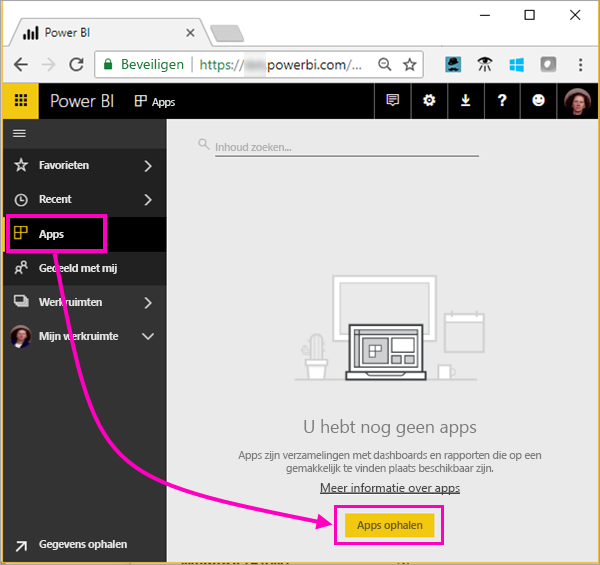 Power BI
Beveiligen
https://
powerbi.com/...
Power BI
Apps
Inhoud zoeken...
Favorieten
Recent
Apps
Gedeeld met mij
Werkruimten
Mijn werkruimte
U hebt nog geen apps
Apps zijn verzamelingen met dashboards en rapporten die op een
gemakkelijk te vinden plaats beschikbaar zijn.
Meer informatie over apps
Apps ophalen
Gegevens ophalen